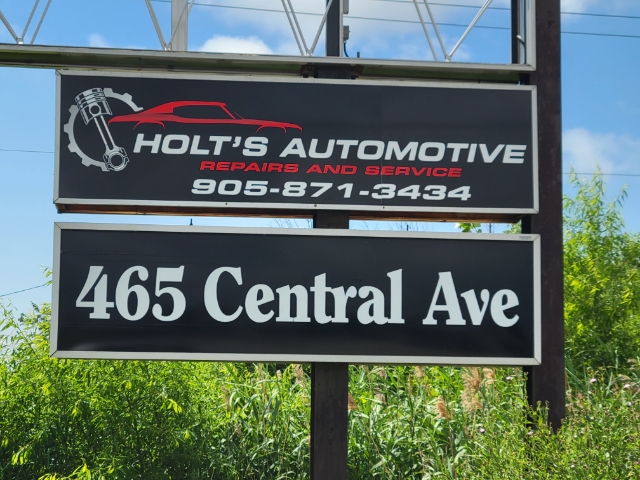 HOLT'S AUTOMOTIVE
REPAIRS AND SERVICE
905-871-3434
465 Central Ave